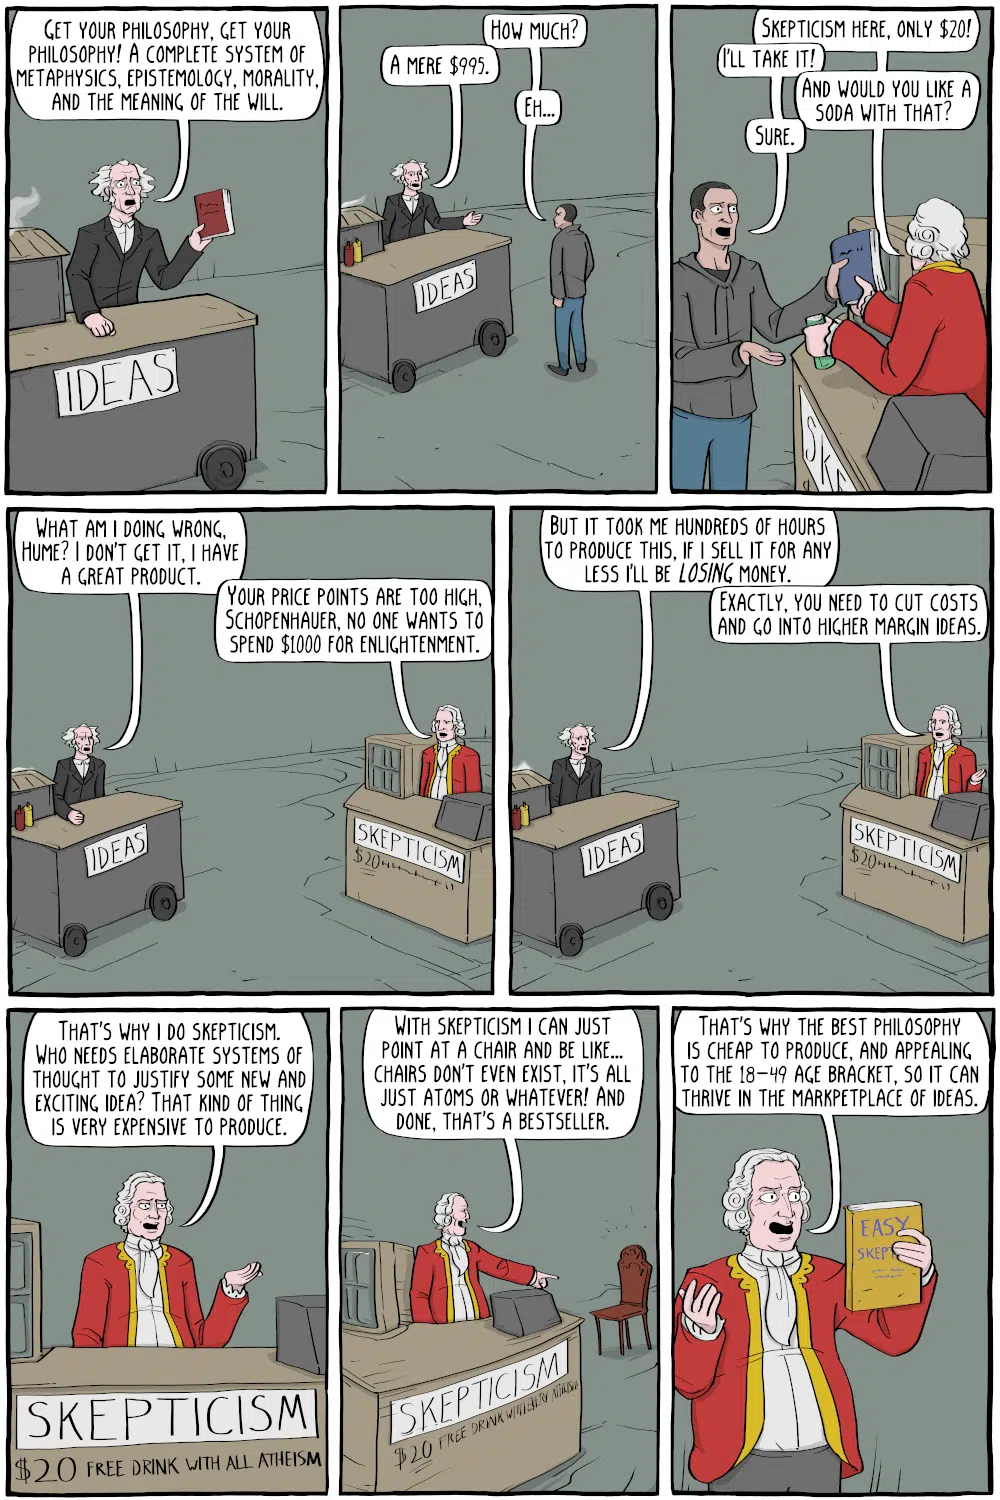 GET YOUR PHILOSOPHY, GET YOUR
PHILOSOPHY! A COMPLETE SYSTEM OF
METAPHYSICS, EPISTEMOLOGY, MORALITY,
AND THE MEANING OF THE WILL.
IDEAS
HOW MUCH?
A MERE $995.
EH...
IDEAS
SKEPTICISM HERE, ONLY $20!
I'LL TAKE IT!
AND WOULD YOU LIKE A
SODA WITH THAT?
SURE.
WHAT AM I DOING WRONG,
HUME? I DON'T GET IT, I HAVE
A GREAT PRODUCT.
YOUR PRICE POINTS ARE TOO HIGH,
SCHOPENHAUER, NO ONE WANTS TO
SPEND $1000 FOR ENLIGHTENMENT.
IDEAS
SKEPTICISM
$20
BUT IT TOOK ME HUNDREDS OF HOURS
TO PRODUCE THIS, IF I SELL IT FOR ANY
LESS I'LL BE LOSING MONEY.
EXACTLY, YOU NEED TO CUT COSTS
AND GO INTO HIGHER MARGIN IDEAS.
IDEAS
SKEPTICISM
$20
THAT'S WHY I DO SKEPTICISM.
WHO NEEDS ELABORATE SYSTEMS OF
THOUGHT TO JUSTIFY SOME NEW AND
EXCITING IDEA? THAT KIND OF THING
IS VERY EXPENSIVE TO PRODUCE.
SKEPTICISM
$20 FREE DRINK WITH ALL ATHEISM
WITH SKEPTICISM I CAN JUST
POINT AT A CHAIR AND BE LIKE...
CHAIRS DON'T EVEN EXIST, IT'S ALL
JUST ATOMS OR WHATEVER! AND
DONE, THAT'S A BESTSELLER.
SKEPTICISM
$20 FREE DRINK WITH EVERY ATHEISM
THAT'S WHY THE BEST PHILOSOPHY
IS CHEAP TO PRODUCE, AND APPEALING
TO THE 18-49 AGE BRACKET, SO IT CAN
THRIVE IN THE MARKPETPLACE OF IDEAS.
EASY
SKEPT